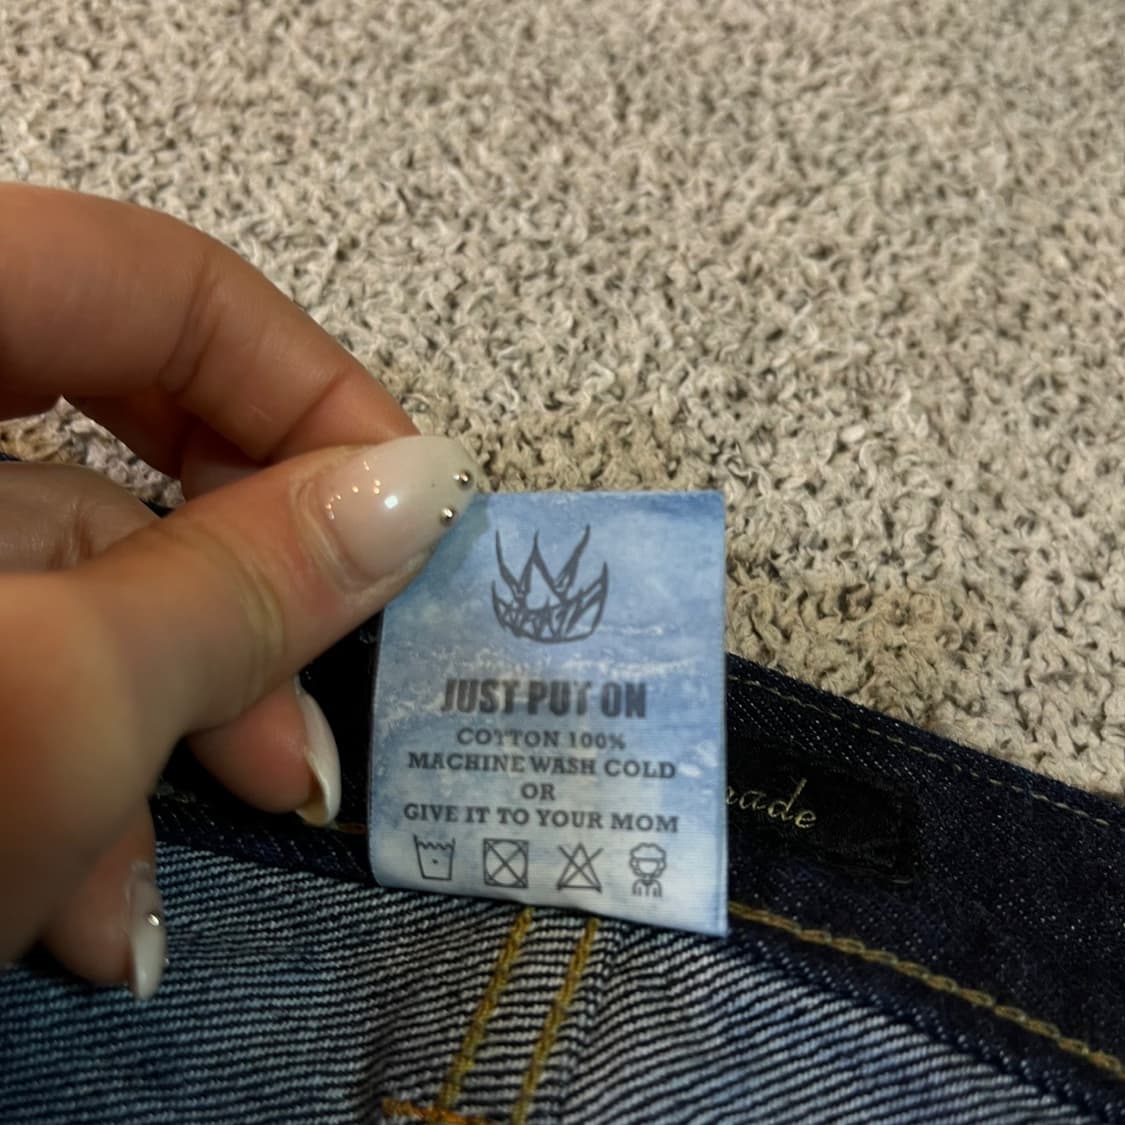 JUST PUT ON
COTTON 100%
MACHINE WASH COLD
OR
GIVE IT TO YOUR MOM